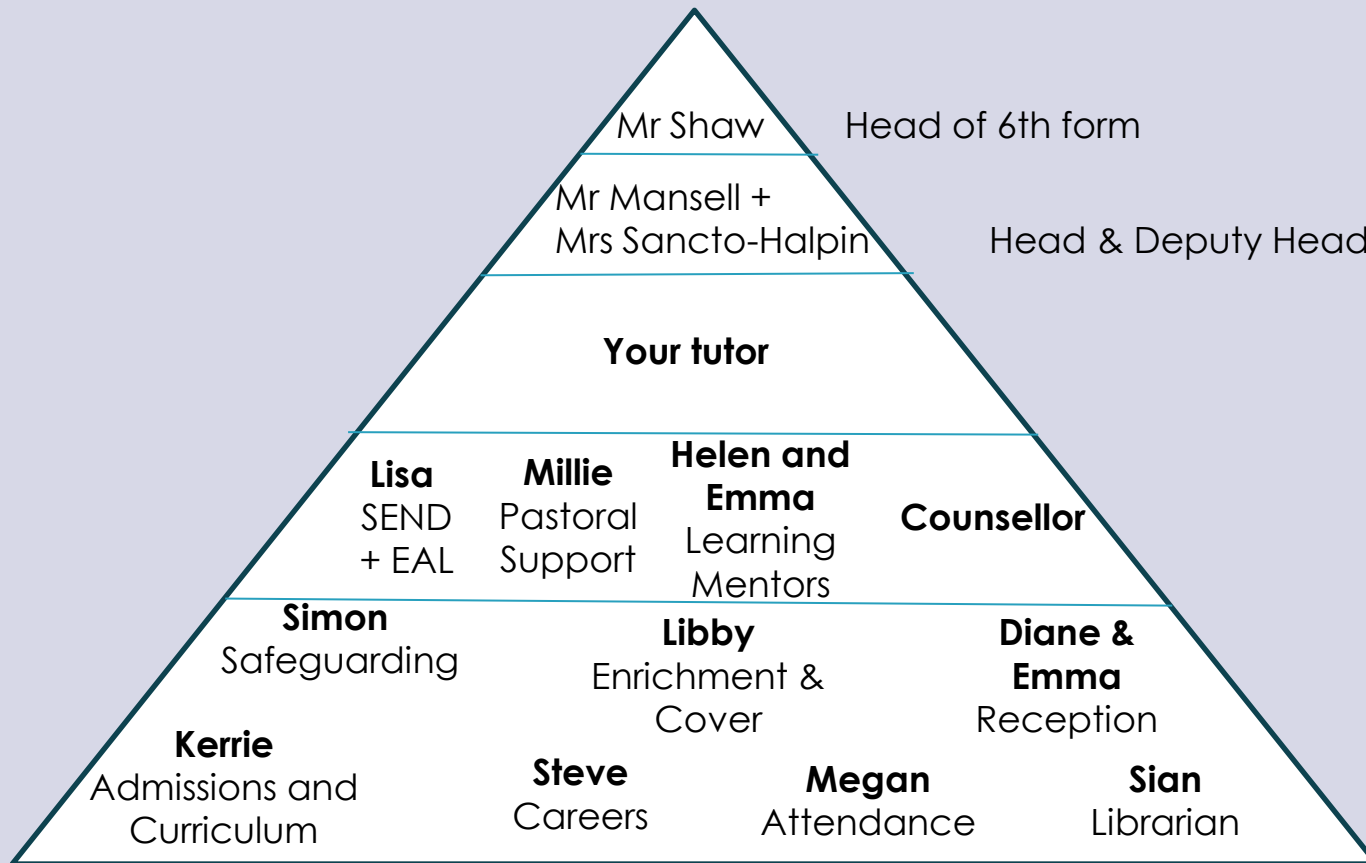 Mr Shaw
Head of 6th form
Mr Mansell +
Mrs Sancto-Halpin
Head & Deputy Head
Your tutor
Lisa
SEND
+ EAL
Millie
Pastoral
Support
Helen and
Emma
Learning
Mentors
Counsellor
Simon
Safeguarding
Libby
Enrichment &
Cover
Diane &
Emma
Reception
Kerrie
Admissions and
Curriculum
Steve
Careers
Megan
Attendance
Sian
Librarian